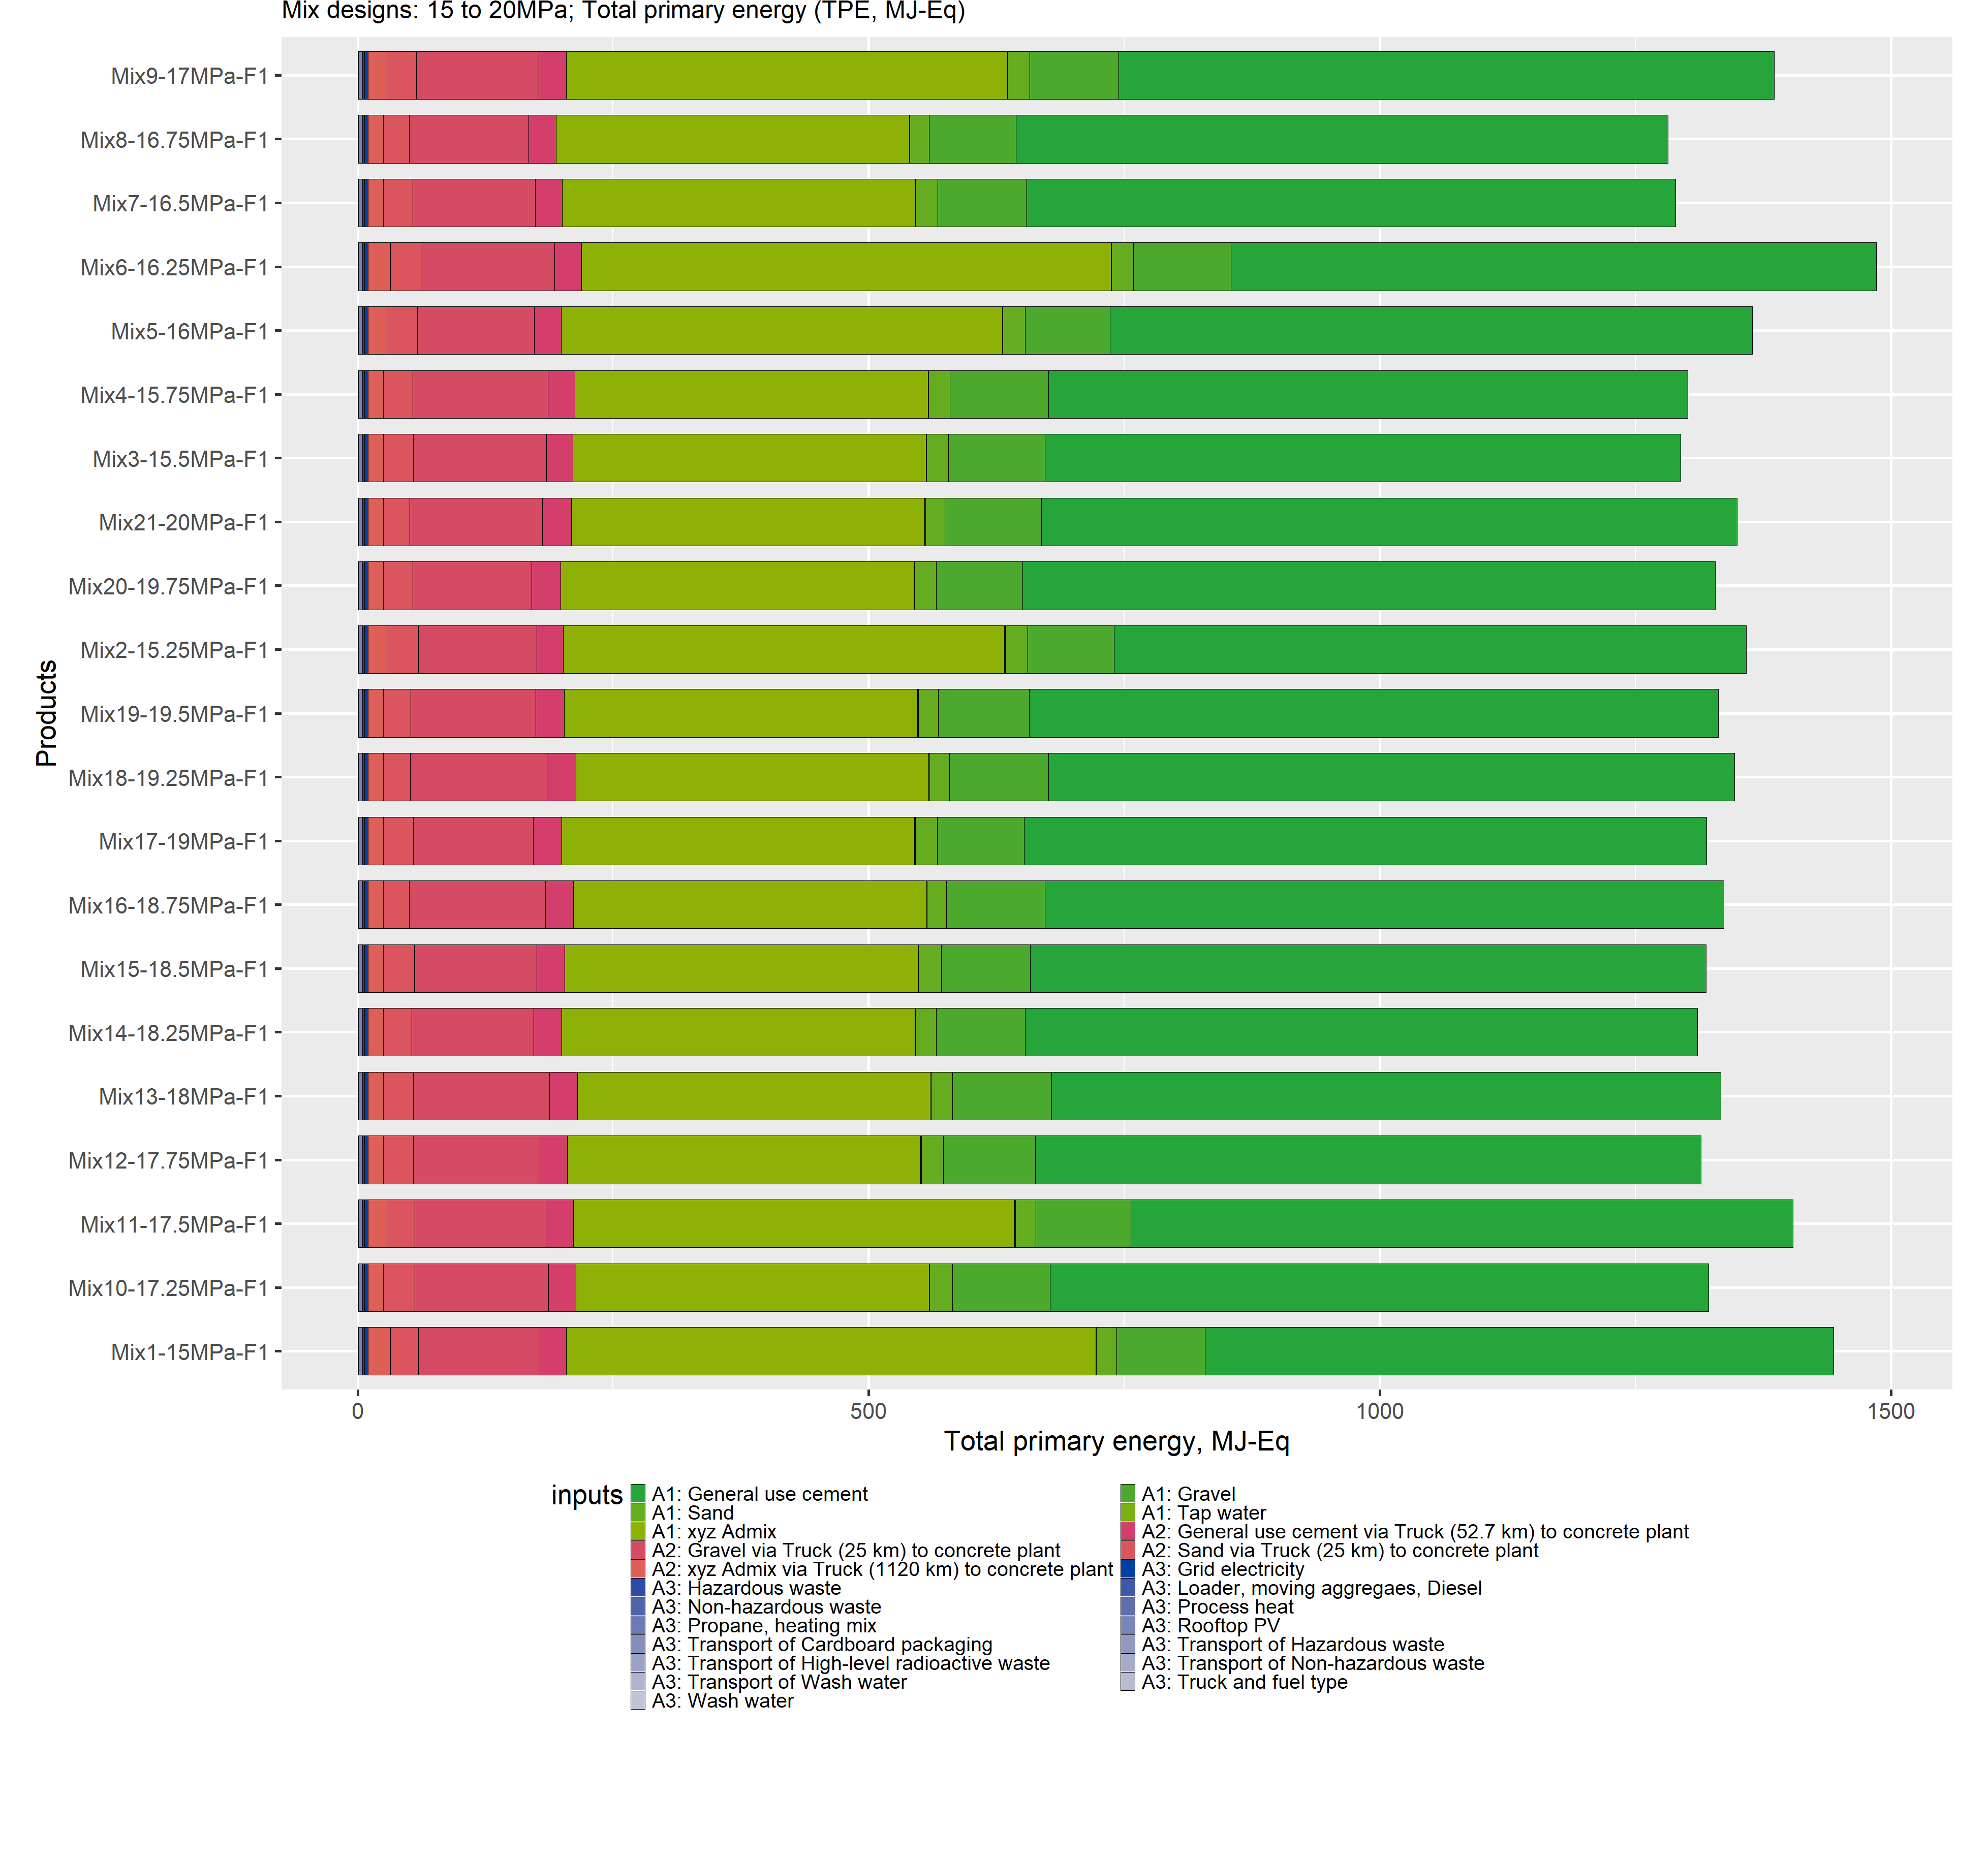 Mix designs: 15 to 20MPa; Total primary energy (TPE, MJ-Eq)
Products
Mix9-17MPa-F1
Mix8-16.75MPa-F1
Mix7-16.5MPa-F1
Mix6-16.25MPa-F1
Mix5-16MPa-F1
Mix4-15.75MPa-F1
Mix3-15.5MPa-F1
Mix21-20MPa-F1
Mix20-19.75MPa-F1
Mix2-15.25MPa-F1
Mix19-19.5MPa-F1
Mix18-19.25MPa-F1
Mix17-19MPa-F1
Mix16-18.75MPa-F1
Mix15-18.5MPa-F1
Mix14-18.25MPa-F1
Mix13-18MPa-F1
Mix12-17.75MPa-F1
Mix11-17.5MPa-F1
Mix10-17.25MPa-F1
Mix1-15MPa-F1
0 500 1000 1500
Total primary energy, MJ-Eq
inputs
A1: General use cement A1: Gravel
A1: Sand A1: Tap water
A1: xyz Admix A2: General use cement via Truck (52.7 km) to concrete plant
A2: Gravel via Truck (25 km) to concrete plant A2: Sand via Truck (25 km) to concrete plant
A2: xyz Admix via Truck (1120 km) to concrete plant A3: Grid electricity
A3: Hazardous waste A3: Loader, moving aggregaes, Diesel
A3: Non-hazardous waste A3: Process heat
A3: Propane, heating mix A3: Rooftop PV
A3: Transport of Cardboard packaging A3: Transport of Hazardous waste
A3: Transport of High-level radioactive waste A3: Transport of Non-hazardous waste
A3: Transport of Wash water A3: Truck and fuel type
A3: Wash water